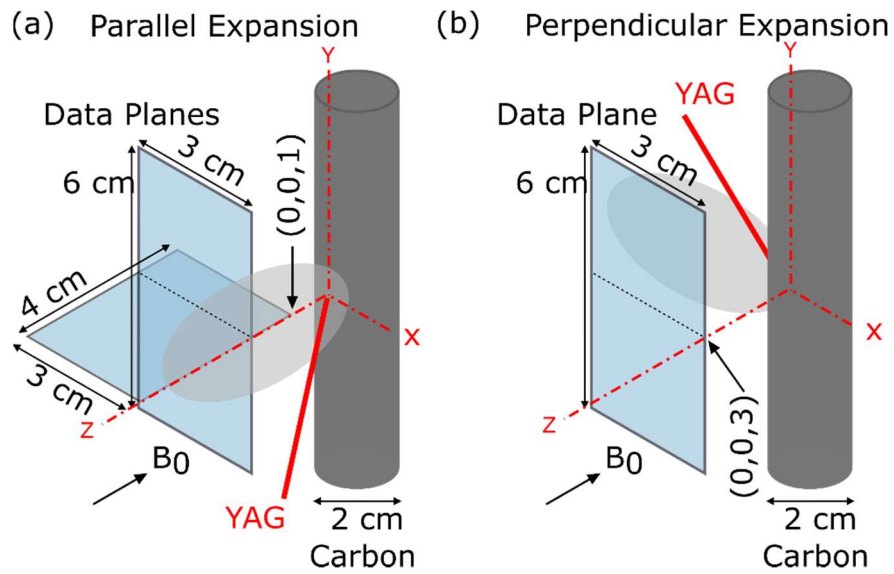 (a) Parallel Expansion
Y
Data Planes
3 cm
6 cm
(0,0,1)
4 cm
3 cm
X
Z
B0
YAG
2 cm
Carbon
(b) Perpendicular Expansion
Y
YAG
Data Plane
3 cm
6 cm
X
Z
(0,0,3)
B0
2 cm
Carbon